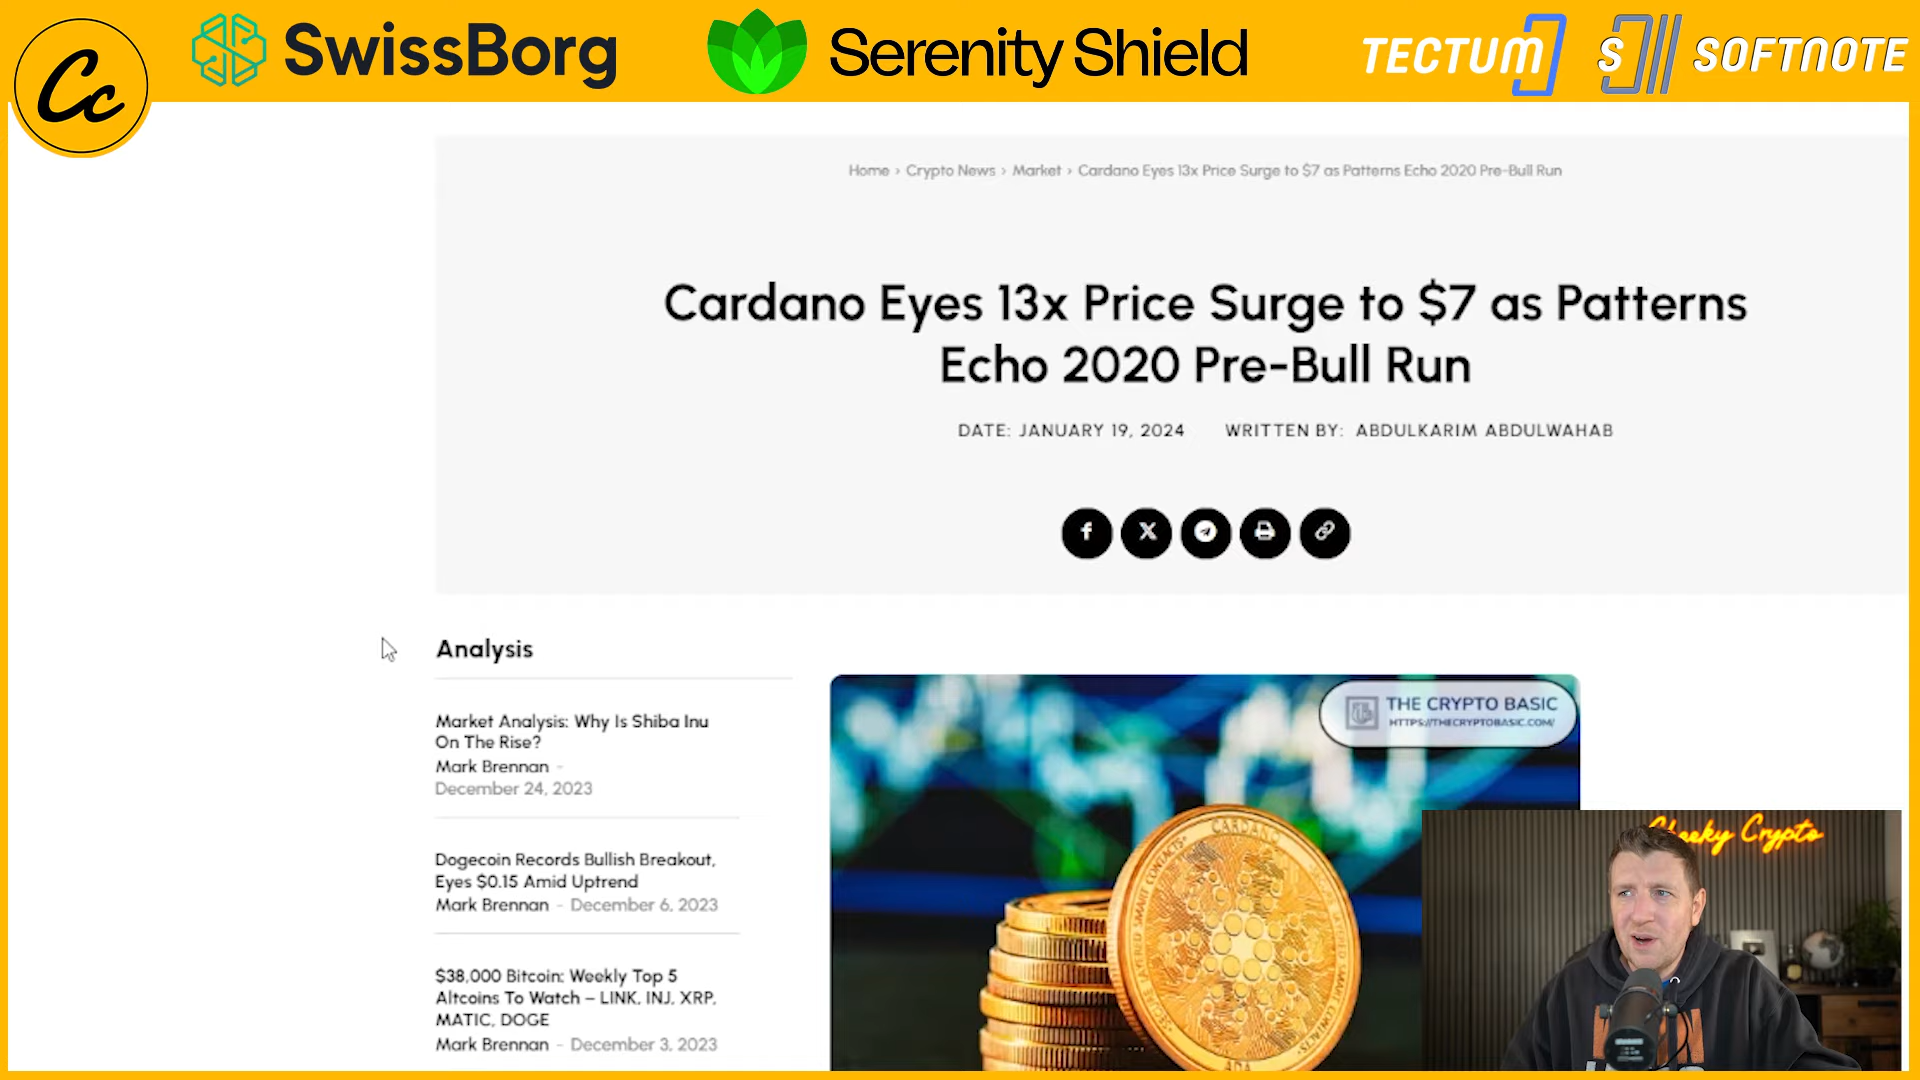 Cc
SwissBorg
Serenity Shield
TECTUM
S
SOFTNOTE
Home › Crypto News › Market › Cardano Eyes 13x Price Surge to $7 as Patterns Echo 2020 Pre-Bull Run
Cardano Eyes 13x Price Surge to $7 as Patterns
Echo 2020 Pre-Bull Run
DATE: JANUARY 19, 2024 WRITTEN BY: ABDULKARIM ABDULWAHAB
Analysis
Market Analysis: Why Is Shiba Inu
On The Rise?
Mark Brennan -
December 24, 2023
Dogecoin Records Bullish Breakout,
Eyes $0.15 Amid Uptrend
Mark Brennan - December 6, 2023
$38,000 Bitcoin: Weekly Top 5
Altcoins To Watch – LINK, INJ, XRP,
MATIC, DOGE
Mark Brennan - December 3, 2023
THE CRYPTO BASIC
HTTPS://THECRYPTOBASIC.COM/
CARDANO
ADA
Cheeky Crypto